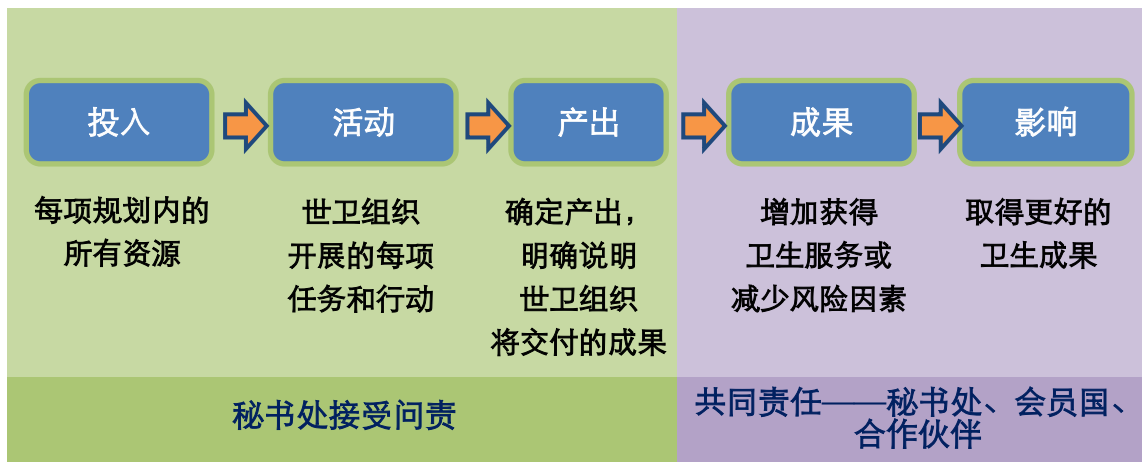 投入
活动
产出
成果
影响
每项规划内的
所有资源
世卫组织
开展的每项
任务和行动
确定产出，
明确说明
世卫组织
将交付的成果
增加获得
卫生服务或
减少风险因素
取得更好的
卫生成果
秘书处接受问责
共同责任——秘书处、会员国、
合作伙伴